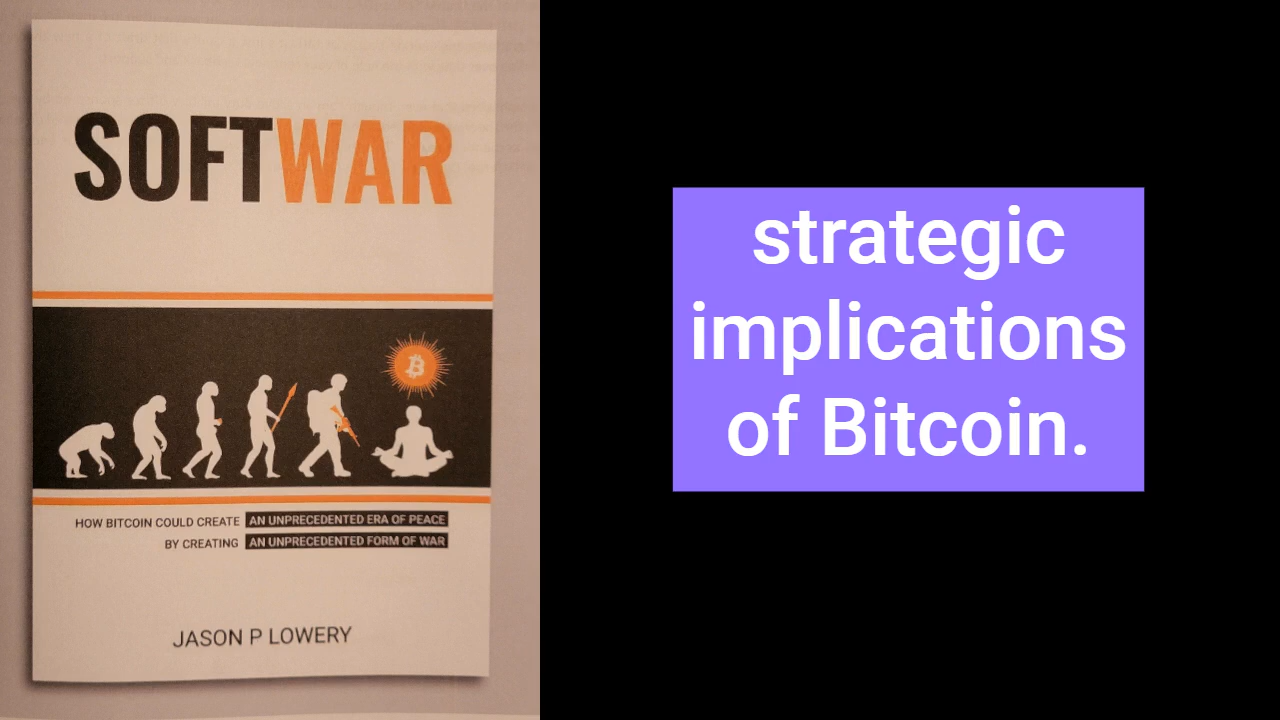 SOFTWAR
HOW BITCOIN COULD CREATE AN UNPRECEDENTED ERA OF PEACE
BY CREATING AN UNPRECEDENTED FORM OF WAR
JASON P LOWERY
strategic
implications
of Bitcoin.